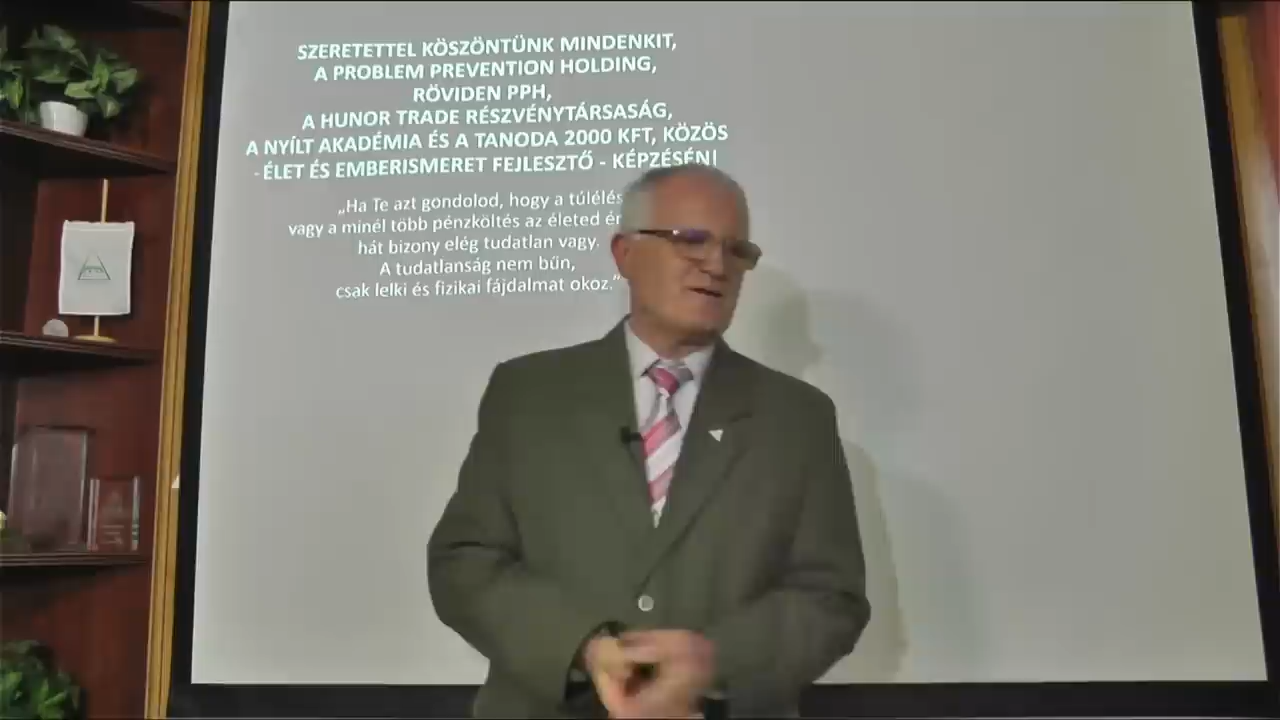 SZERETETTEL KÖSZÖNTÜNK MINDENKIT,
A PROBLEM PREVENTION HOLDING,
RÖVIDEN PPH,
A HUNOR TRADE RÉSZVÉNYTÁRSASÁG,
A NYÍLT AKADÉMIA ÉS A TANODA 2000 KFT, KÖZÖS
- ÉLET ÉS EMBERISMERET FEJLESZTŐ - KÉPZÉSÉN!
„Ha Te azt gondolod, hogy a túlélés
vagy a minél több pénzköltés az életed
hát bizony elég tudatlan vagy.
A tudatlanság nem bűn,
csak lelki és fizikai fájdalmat okoz.”